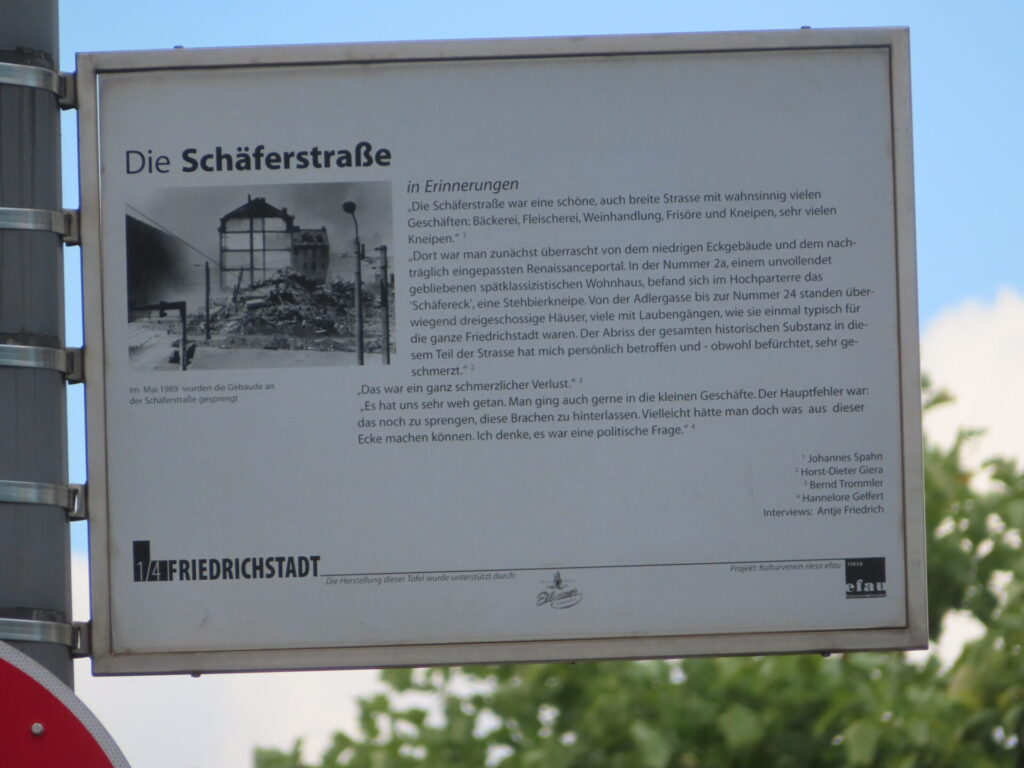 Die Schäferstraße
in Erinnerungen
„Die Schäferstraße war eine schöne, auch breite Strasse mit wahnsinnig vielen
Geschäften: Bäckerei, Fleischerei, Weinhandlung, Frisöre und Kneipen, sehr vielen
Kneipen.“ ¹
„Dort war man zunächst überrascht von dem niedrigen Eckgebäude und dem nach-
träglich eingepassten Renaissanceportal. In der Nummer 2a, einem unvollendet
gebliebenen spätklassizistischen Wohnhaus, befand sich im Hochparterre das
‘Schäfereck’, eine Stehbierkneipe. Von der Adlergasse bis zur Nummer 24 standen über-
wiegend dreigeschossige Häuser, viele mit Laubengängen, wie sie einmal typisch für
die ganze Friedrichstadt waren. Der Abriss der gesamten historischen Substanz in die-
sem Teil der Strasse hat mich persönlich betroffen und - obwohl befürchtet, sehr ge-
schmerzt.“ ²
„Das war ein ganz schmerzlicher Verlust.“ ³
„Es hat uns sehr weh getan. Man ging auch gerne in die kleinen Geschäfte. Der Hauptfehler war:
das noch zu sprengen, diese Brachen zu hinterlassen. Vielleicht hätte man doch was aus dieser
Ecke machen können. Ich denke, es war eine politische Frage.“ ⁴
Im Mai 1989 wurden die Gebäude an
der Schäferstraße gesprengt
¹ Johannes Spahn
² Horst-Dieter Giera
³ Bernd Trommler
⁴ Hannelore Gelfert
Interviews: Antje Friedrich
14 FRIEDRICHSTADT
Die Herstellung dieser Tafel wurde unterstützt durch:
Elbauer
Projekt: Kulturverein riesa efau
riesa
efau